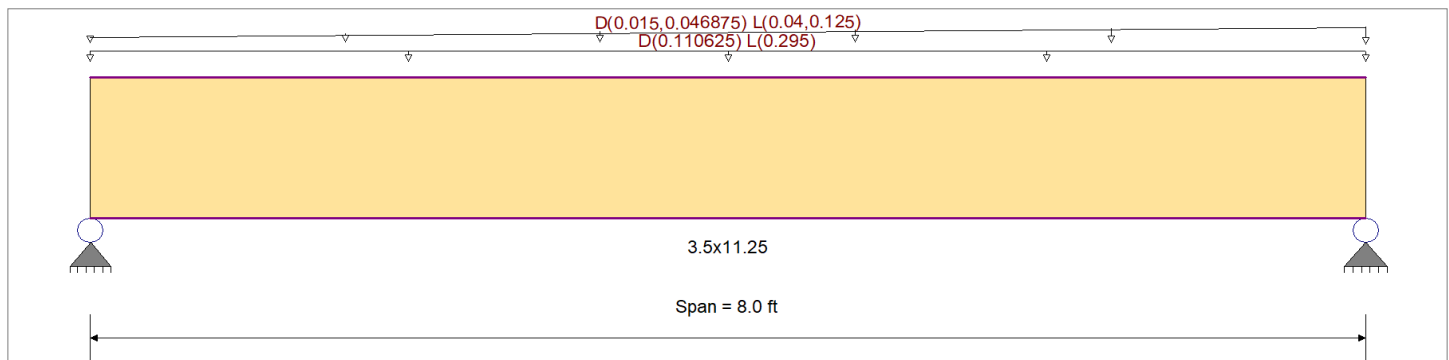 D(0.015,0.046875) L(0.04,0.125)
D(0.110625) L(0.295)
3.5x11.25
Span = 8.0 ft